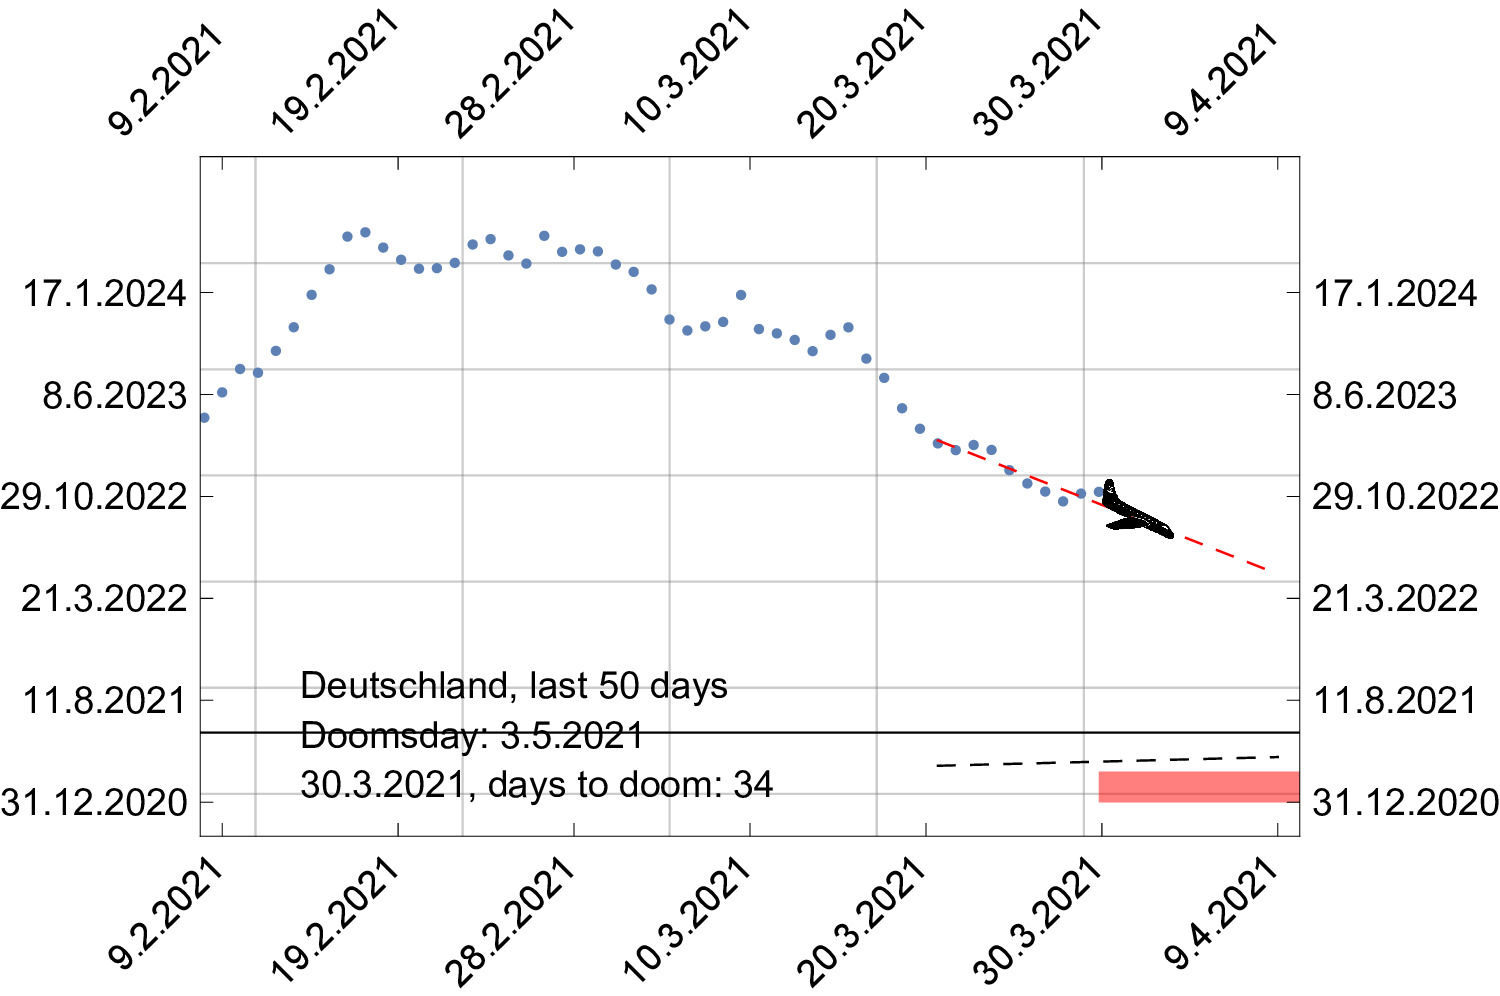 9.2.2021 19.2.2021 28.2.2021 10.3.2021 20.3.2021 30.3.2021 9.4.2021
17.1.2024 17.1.2024
8.6.2023 8.6.2023
29.10.2022 29.10.2022
21.3.2022 21.3.2022
Deutschland, last 50 days
11.8.2021 11.8.2021
Doomsday: 3.5.2021
30.3.2021, days to doom: 34
31.12.2020 31.12.2020
9.2.2021 19.2.2021 28.2.2021 10.3.2021 20.3.2021 30.3.2021 9.4.2021